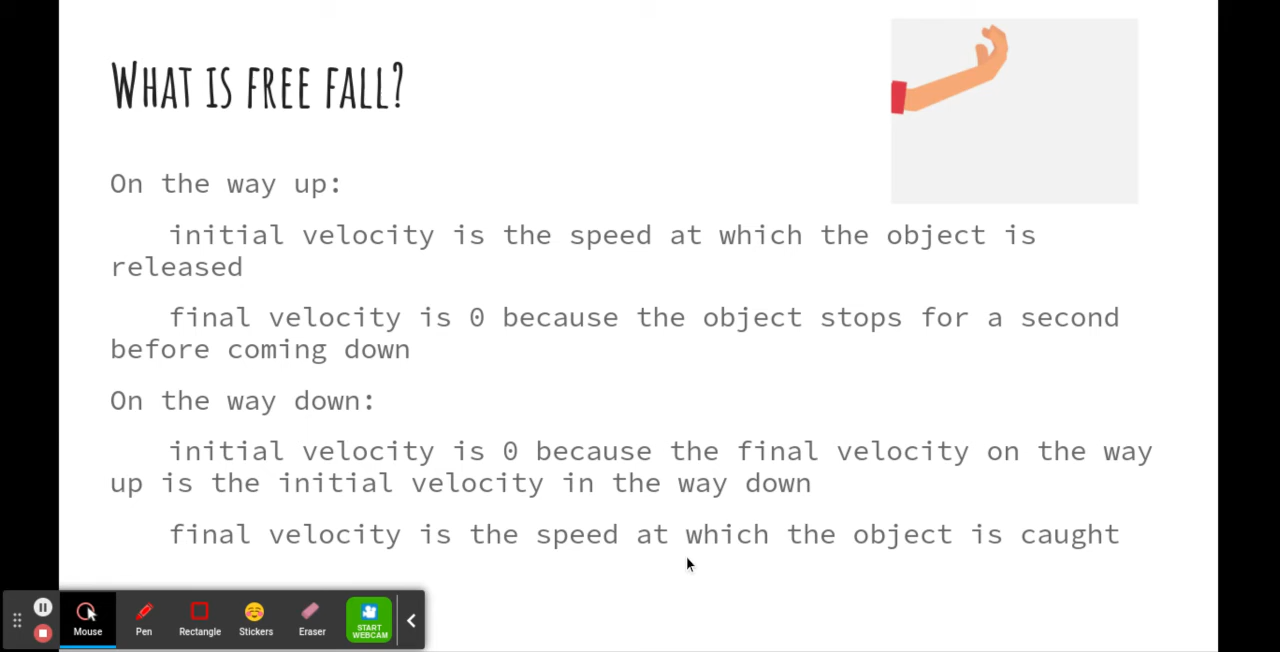 WHAT IS FREE FALL?
On the way up:
initial velocity is the speed at which the object is
released
final velocity is 0 because the object stops for a second
before coming down
On the way down:
initial velocity is 0 because the final velocity on the way
up is the initial velocity in the way down
final velocity is the speed at which the object is caught
Mouse
Pen
Rectangle
Stickers
Eraser
START
WEBCAM